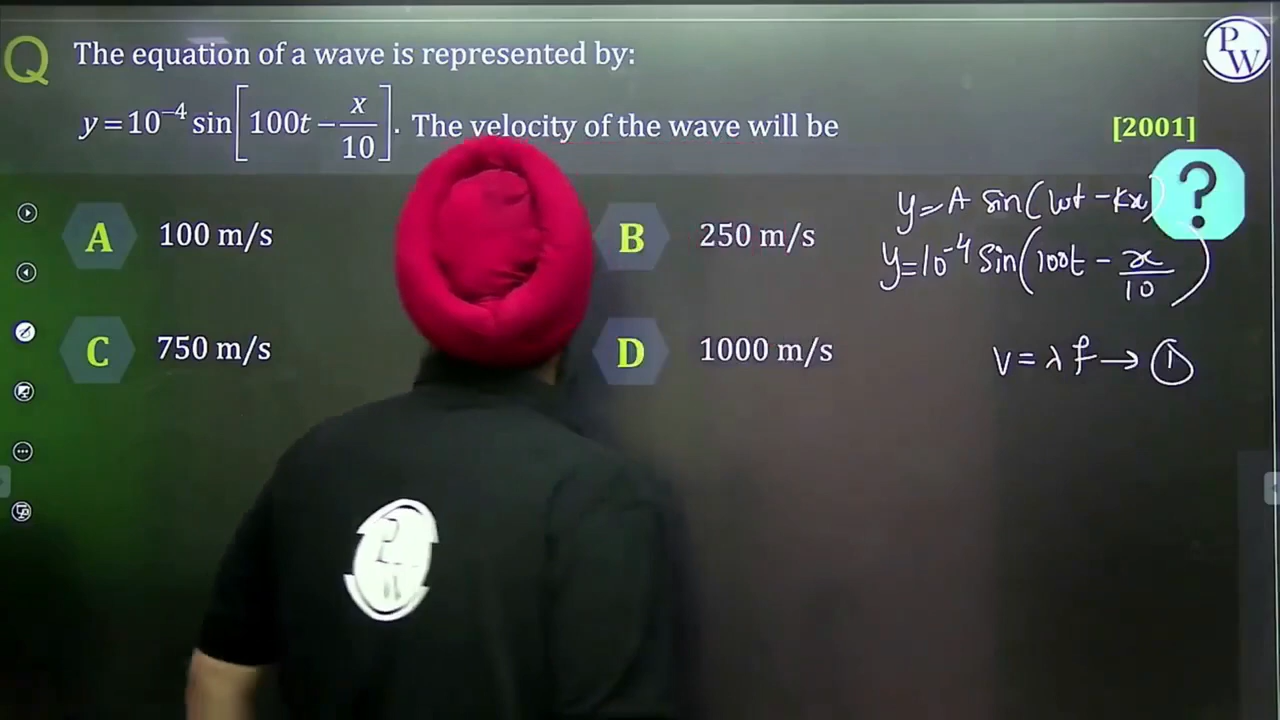 Q The equation of a wave is represented by:
y = 10⁻⁴ sin[100t − x/10]. The velocity of the wave will be [2001]
A 100 m/s
B 250 m/s
C 750 m/s
D 1000 m/s
PW
?
y = A sin(ωt − kx
y = 10⁻⁴ sin(100t − x/10)
v = λf → ①